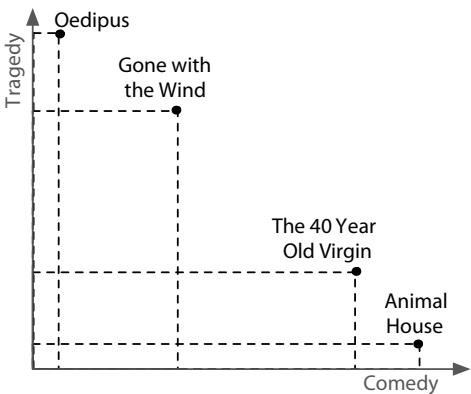 Oedipus
Tragedy
Gone with
the Wind
The 40 Year
Old Virgin
Animal
House
Comedy